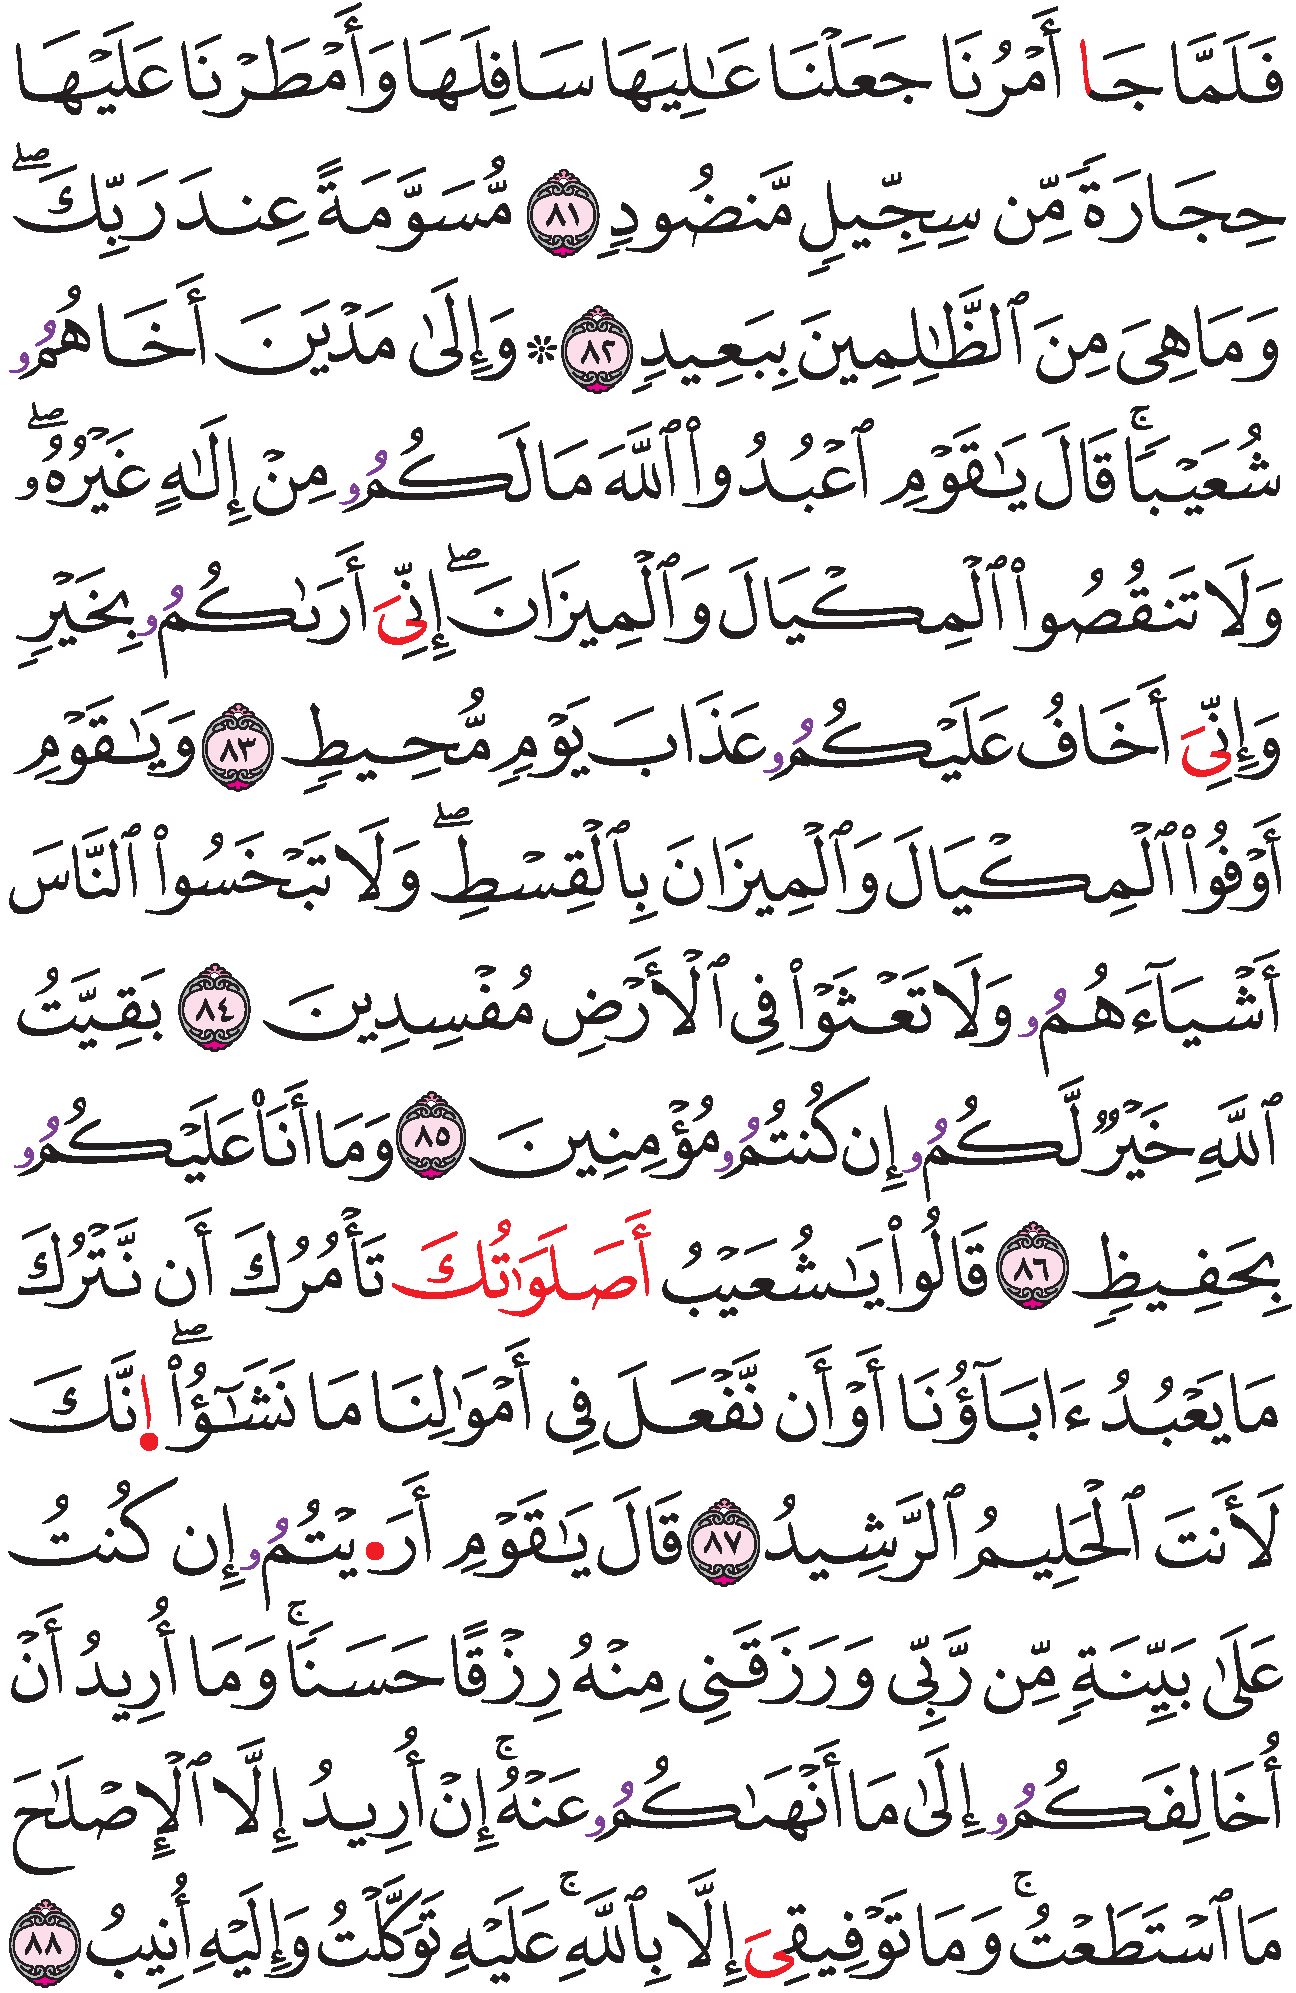 فَلَمَّا جَا أَمْرُنَا جَعَلْنَا عَٰلِيَهَا سَافِلَهَا وَأَمْطَرْنَا عَلَيْهَا
حِجَارَةً مِّن سِجِّيلٍ مَّنضُودٍ ٨١ مُّسَوَّمَةً عِندَ رَبِّكَۖ
وَمَا هِيَ مِنَ ٱلظَّٰلِمِينَ بِبَعِيدٍ ٨٢ ۞ وَإِلَىٰ مَدْيَنَ أَخَاهُمُۥ
شُعَيْبًاۚ قَالَ يَٰقَوْمِ ٱعْبُدُواْ ٱللَّهَ مَا لَكُمُۥ مِنْ إِلَٰهٍ غَيْرُهُۥۖ
وَلَا تَنقُصُواْ ٱلْمِكْيَالَ وَٱلْمِيزَانَۖ إِنِّيَ أَرَىٰكُمُۥ بِخَيْرٍ
وَإِنِّيَ أَخَافُ عَلَيْكُمُۥ عَذَابَ يَوْمٍ مُّحِيطٍ ٨٣ وَيَٰقَوْمِ
أَوْفُواْ ٱلْمِكْيَالَ وَٱلْمِيزَانَ بِالْقِسْطِۖ وَلَا تَبْخَسُواْ ٱلنَّاسَ
أَشْيَآءَهُمُۥ وَلَا تَعْثَوْاْ فِي ٱلْأَرْضِ مُفْسِدِينَ ٨٤ بَقِيَّتُ
ٱللَّهِ خَيْرٌ لَّكُمُۥ إِن كُنتُمُۥ مُؤْمِنِينَ ٨٥ وَمَا أَنَا۠ عَلَيْكُمُۥ
بِحَفِيظٍ ٨٦ قَالُواْ يَٰشُعَيْبُ أَصَلَوَٰتُكَ تَأْمُرُكَ أَن نَّتْرُكَ
مَا يَعْبُدُ ءَابَآؤُنَا أَوْ أَن نَّفْعَلَ فِي أَمْوَٰلِنَا مَا نَشَٰٓؤُاْۖ اِنَّكَ
لَأَنتَ ٱلْحَلِيمُ ٱلرَّشِيدُ ٨٧ قَالَ يَٰقَوْمِ أَرَ•يْتُمُۥ إِن كُنتُ
عَلَىٰ بَيِّنَةٍ مِّن رَّبِّي وَرَزَقَنِي مِنْهُ رِزْقًا حَسَنًاۚ وَمَا أُرِيدُ أَنْ
أُخَالِفَكُمُۥ إِلَىٰ مَا أَنْهَىٰكُمُۥ عَنْهُۚ إِنْ أُرِيدُ إِلَّا ٱلْإِصْلَٰحَ
مَا ٱسْتَطَعْتُۚ وَمَا تَوْفِيقِيَ إِلَّا بِٱللَّهِۚ عَلَيْهِ تَوَكَّلْتُ وَإِلَيْهِ أُنِيبُ ٨٨